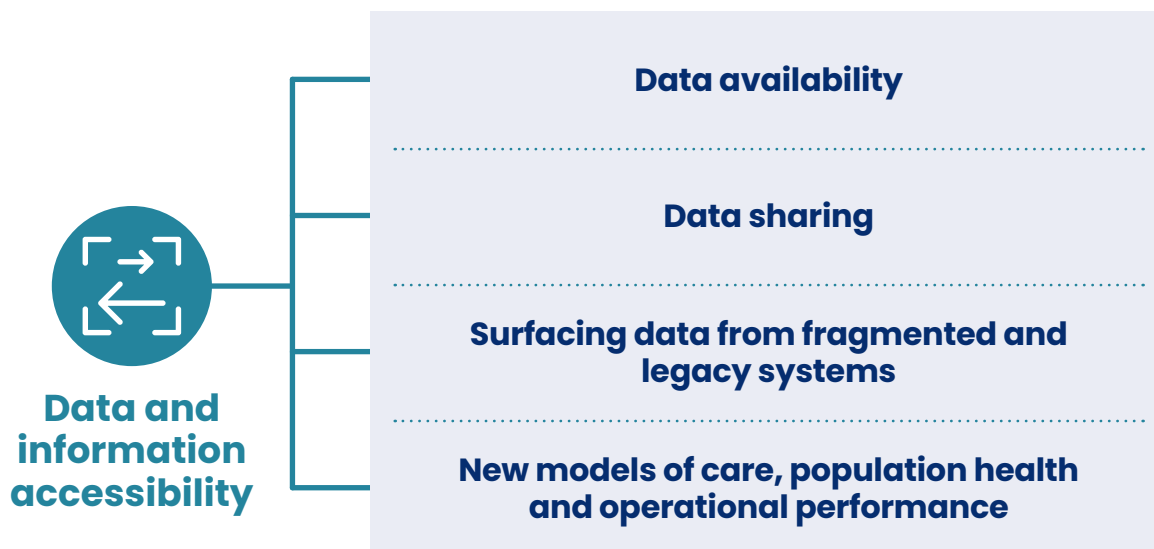 Data and
information
accessibility
Data availability
Data sharing
Surfacing data from fragmented and
legacy systems
New models of care, population health
and operational performance